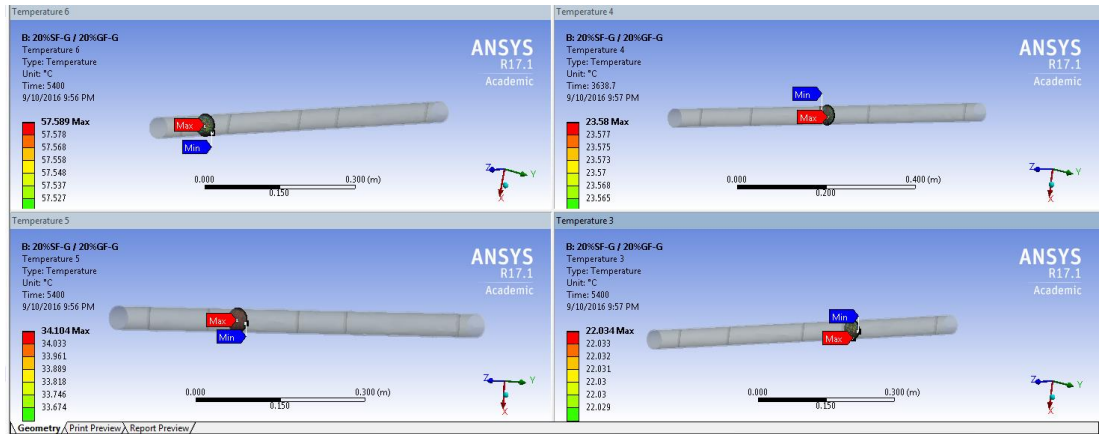 Temperature 6
B: 20%SF-G / 20%GF-G
Temperature 6
Type: Temperature
Unit: °C
Time: 5400
9/10/2016 9:56 PM
57.589 Max
57.578
57.568
57.558
57.548
57.537
57.527
ANSYS
R17.1
Academic
Max
Min
0.000
0.300 (m)
0.150
Z
Y
X
Temperature 4
B: 20%SF-G / 20%GF-G
Temperature 4
Type: Temperature
Unit: °C
Time: 3638.7
9/10/2016 9:57 PM
23.58 Max
23.577
23.575
23.573
23.57
23.568
23.565
ANSYS
R17.1
Academic
Min
Max
0.000
0.400 (m)
0.200
Z
Y
X
Temperature 5
B: 20%SF-G / 20%GF-G
Temperature 5
Type: Temperature
Unit: °C
Time: 5400
9/10/2016 9:56 PM
34.104 Max
34.033
33.961
33.889
33.818
33.746
33.674
ANSYS
R17.1
Academic
Max
Min
0.000
0.300 (m)
0.150
Z
Y
X
Temperature 3
B: 20%SF-G / 20%GF-G
Temperature 3
Type: Temperature
Unit: °C
Time: 5400
9/10/2016 9:57 PM
22.034 Max
22.033
22.032
22.031
22.03
22.03
22.029
ANSYS
R17.1
Academic
Min
Max
0.000
0.300 (m)
0.150
Z
Y
X
Geometry Print Preview Report Preview